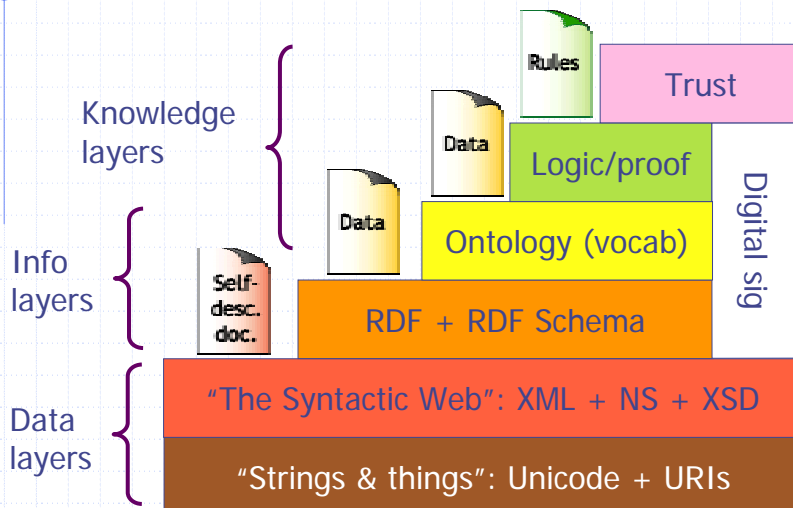 Rules
Trust
Knowledge
layers
Data
Logic/proof
Data
Ontology (vocab)
Digital sig
Info
layers
Self-
desc.
doc.
RDF + RDF Schema
“The Syntactic Web”: XML + NS + XSD
Data
layers
“Strings & things”: Unicode + URIs